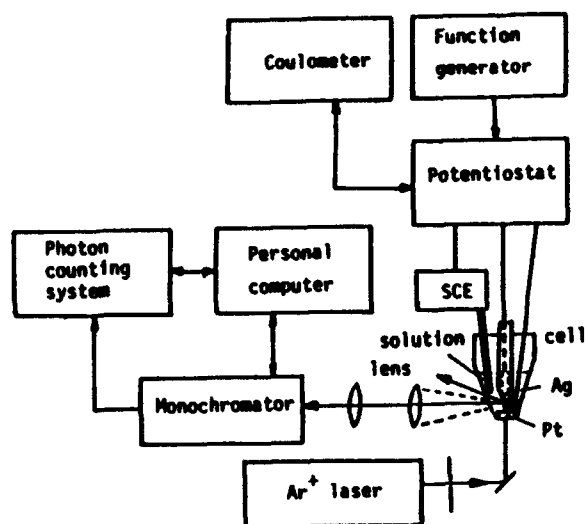 Function
generator
Coulometer
Potentiostat
Photon
counting
system
Personal
computer
SCE
solution
cell
lens
Ag
Monochromator
Pt
Ar⁺ laser